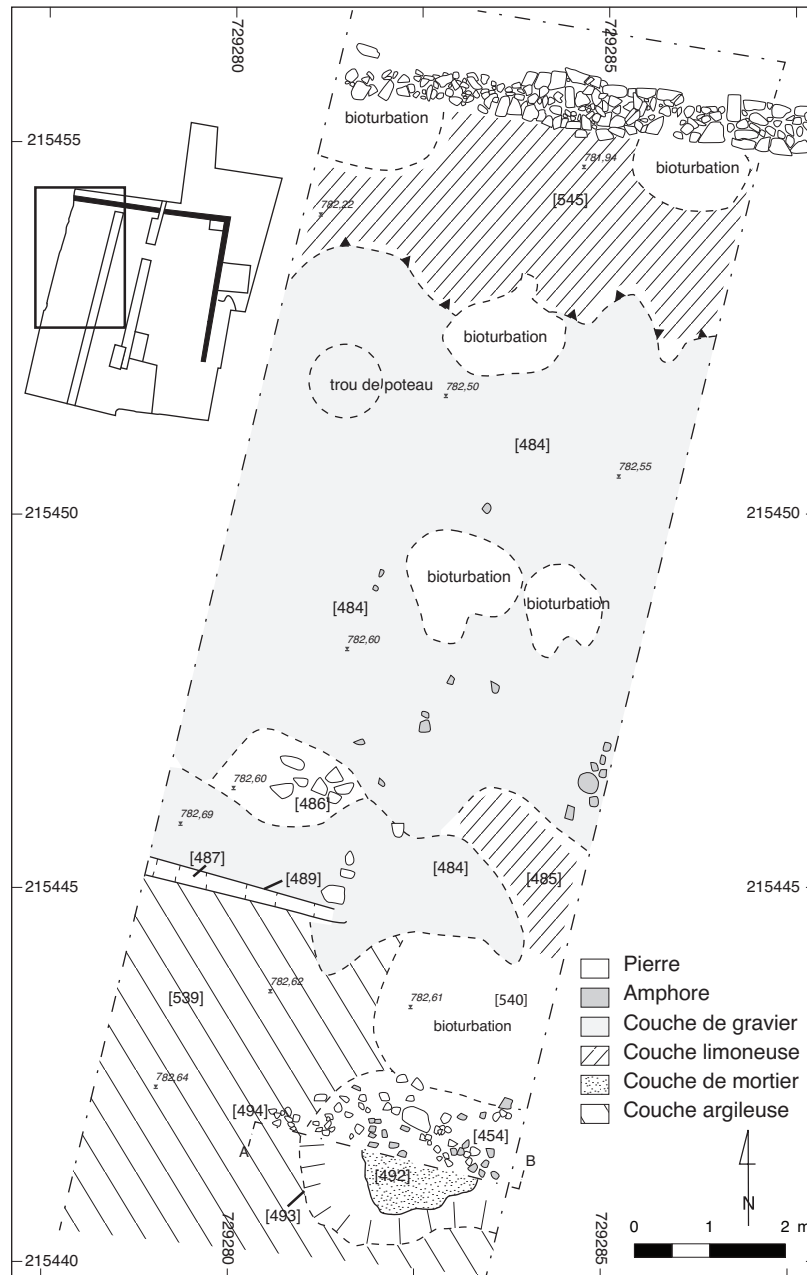 729280
729285
bioturbation
215455
781,94
bioturbation
782,22
[545]
bioturbation
trou de poteau
782,50
[484]
782,55
215450
215450
bioturbation
bioturbation
[484]
782,60
782,60
[486]
782,69
[487]
[489]
[484]
[485]
215445
215445
Pierre
Amphore
Couche de gravier
Couche limoneuse
Couche de mortier
Couche argileuse
782,62
[539]
782,61
[540]
bioturbation
782,64
[494]
[454]
A
B
[492]
[493]
N
729280
729285
0 1 2 m
215440